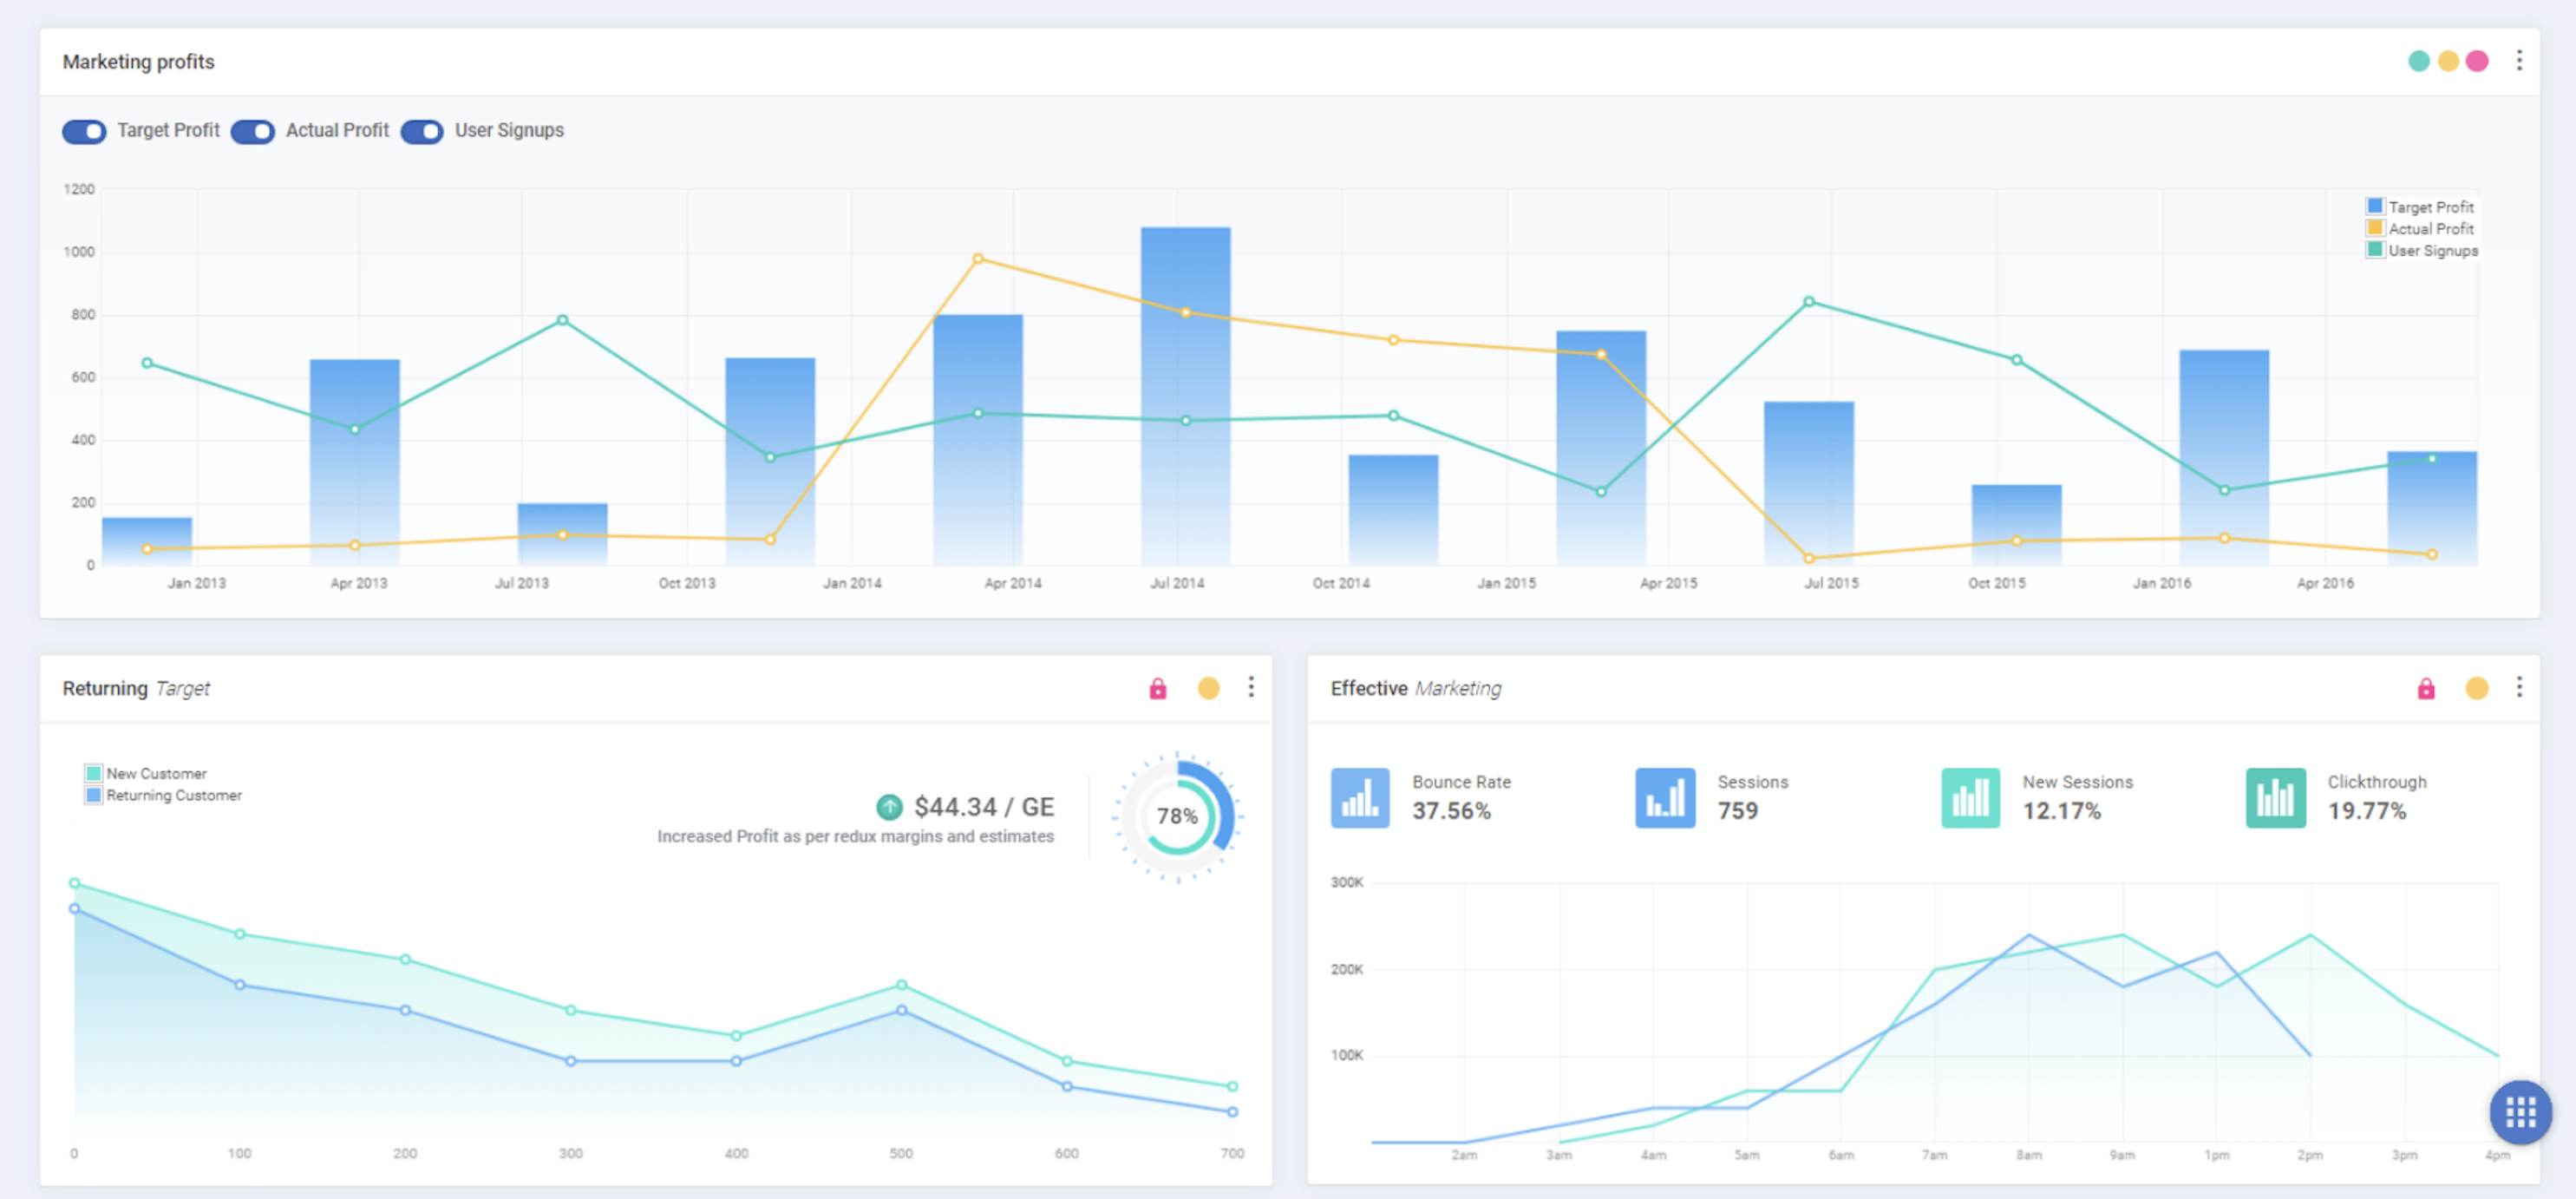 Marketing profits
Target Profit Actual Profit User Signups
1200
1000
800
600
400
200
0
Target Profit
Actual Profit
User Signups
Jan 2013 Apr 2013 Jul 2013 Oct 2013 Jan 2014 Apr 2014 Jul 2014 Oct 2014 Jan 2015 Apr 2015 Jul 2015 Oct 2015 Jan 2016 Apr 2016
Returning Target
New Customer
Returning Customer
$44.34 / GE
Increased Profit as per redux margins and estimates
78%
0 100 200 300 400 500 600 700
Effective Marketing
Bounce Rate
37.56%
Sessions
759
New Sessions
12.17%
Clickthrough
19.77%
300K
200K
100K
2am 3am 4am 5am 6am 7am 8am 9am 1pm 2pm 3pm 4pm